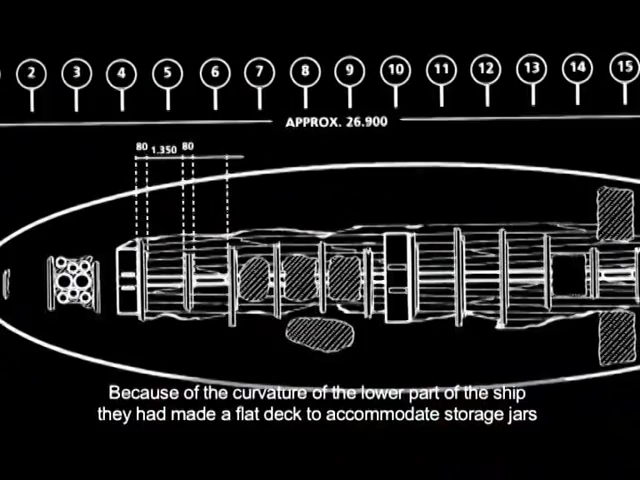 2 3 4 5 6 7 8 9 10 11 12 13 14 15
APPROX. 26.900
80 1.350 80
Because of the curvature of the lower part of the ship
they had made a flat deck to accommodate storage jars